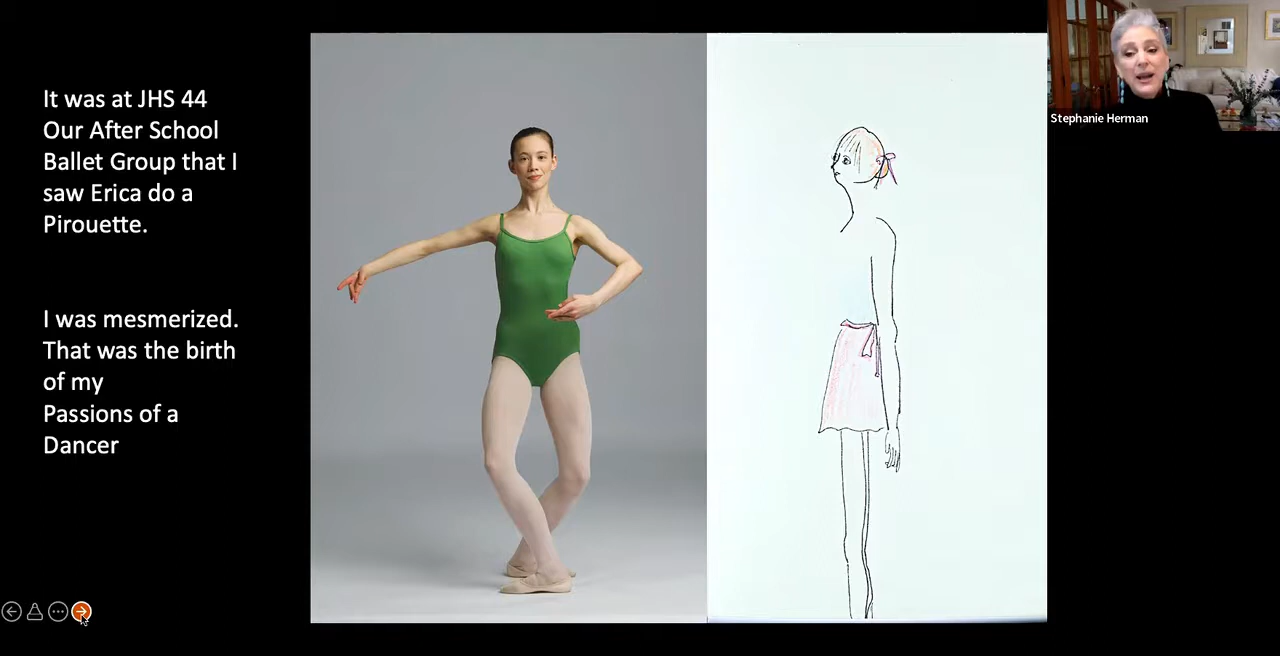 It was at JHS 44
Our After School
Ballet Group that I
saw Erica do a
Pirouette.
I was mesmerized.
That was the birth
of my
Passions of a
Dancer
Stephanie Herman